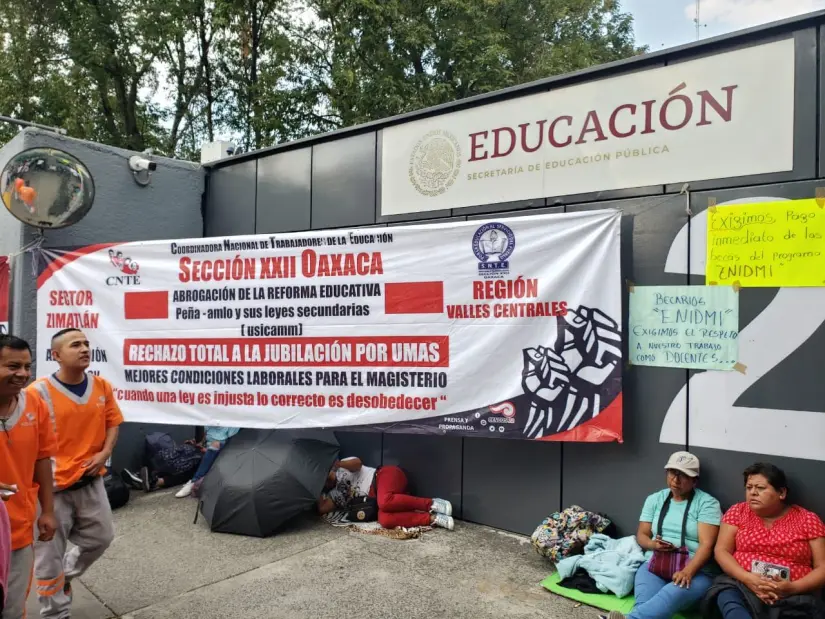 EDUCACIÓN
SECRETARÍA DE EDUCACIÓN PÚBLICA
COORDINADORA NACIONAL DE TRABAJADORES DE LA EDUCACIÓN
SECCIÓN XXII OAXACA
CNTE
S.N.T.E.
SECTOR
ZIMATLÁN
ABROGACIÓN DE LA REFORMA EDUCATIVA
Peña -amlo y sus leyes secundarias
( usicamm)
REGIÓN
VALLES CENTRALES
RECHAZO TOTAL A LA JUBILACIÓN POR UMAS
MEJORES CONDICIONES LABORALES PARA EL MAGISTERIO
"cuando una ley es injusta lo correcto es desobedecer"
PRENSA Y
PROPAGANDA
Exigimos Pago
inmediato de las
becas del programa
"ENIDMI"
BECARIOS
"ENIDMI"
EXIGIMOS EL RESPETO
A NUESTRO TRABAJO
COMO DOCENTES...
2